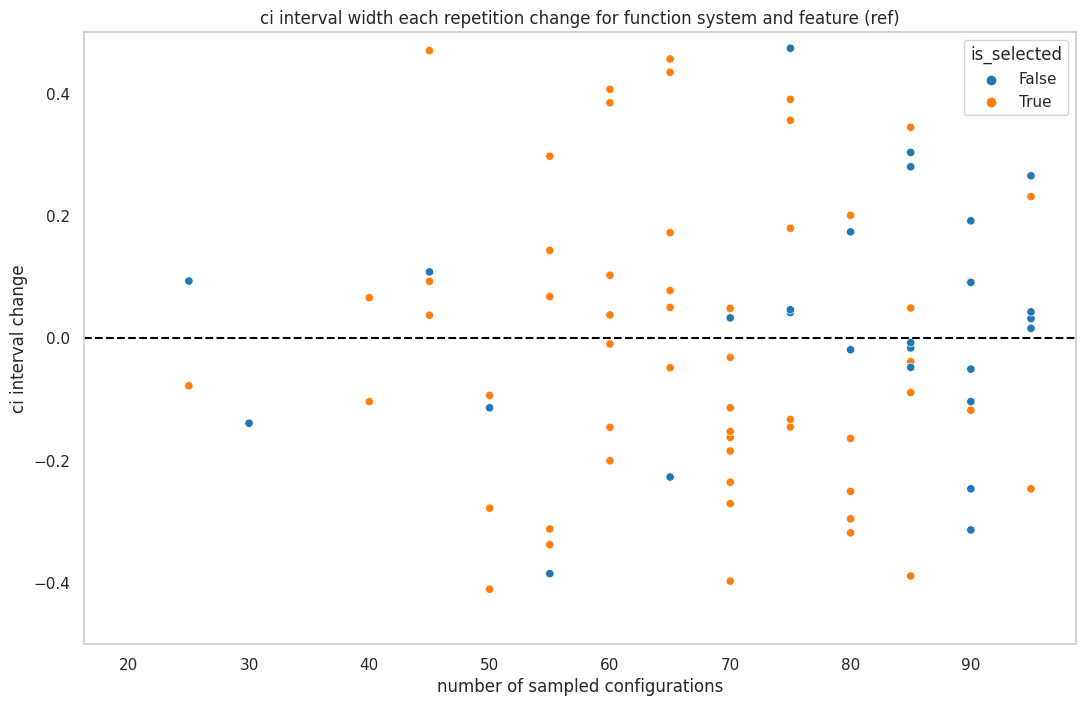 ci interval width each repetition change for function system and feature (ref)
is_selected
False
True
0.4
0.2
0.0
−0.2
−0.4
ci interval change
20 30 40 50 60 70 80 90
number of sampled configurations